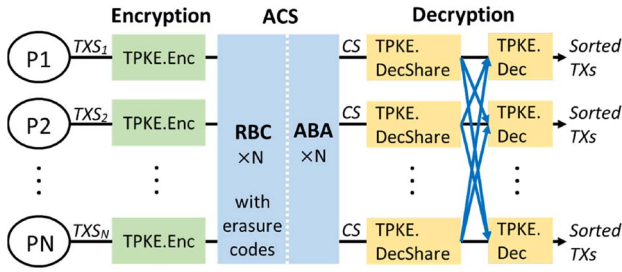 Encryption ACS Decryption
P1 TXS1 TPKE.Enc CS TPKE. DecShare TPKE. Dec Sorted TXs
P2 TXS2 TPKE.Enc RBC ×N ABA ×N CS TPKE. DecShare TPKE. Dec Sorted TXs
with
erasure
codes
PN TXSN TPKE.Enc CS TPKE. DecShare TPKE. Dec Sorted TXs